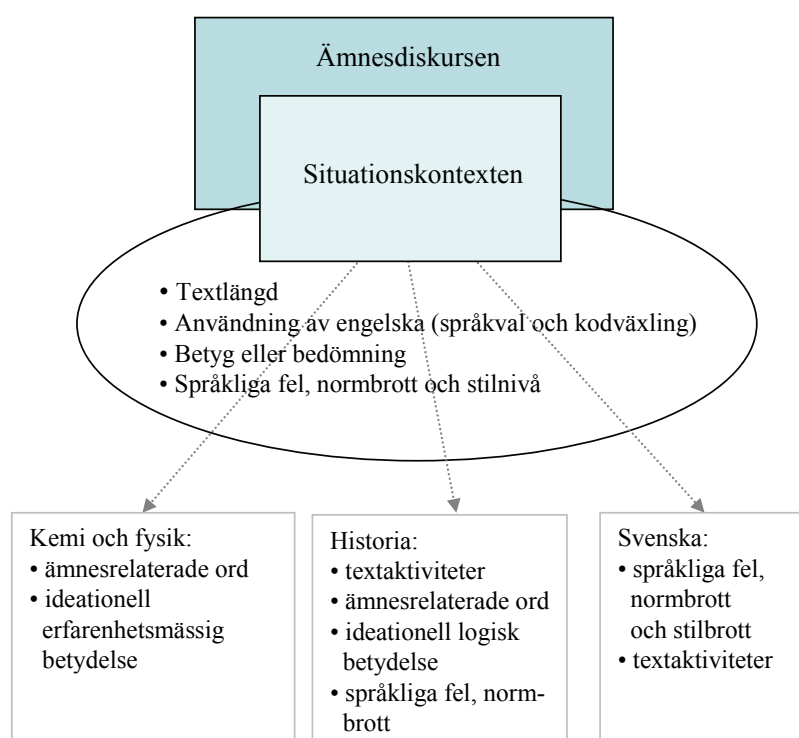 Ämnesdiskursen
Situationskontexten
• Textlängd
• Användning av engelska (språkval och kodväxling)
• Betyg eller bedömning
• Språkliga fel, normbrott och stilnivå
Kemi och fysik:
• ämnesrelaterade ord
• ideationell
erfarenhetsmässig
betydelse
Historia:
• textaktiviteter
• ämnesrelaterade ord
• ideationell logisk
betydelse
• språkliga fel, norm-
brott
Svenska:
• språkliga fel,
normbrott
och stilbrott
• textaktiviteter